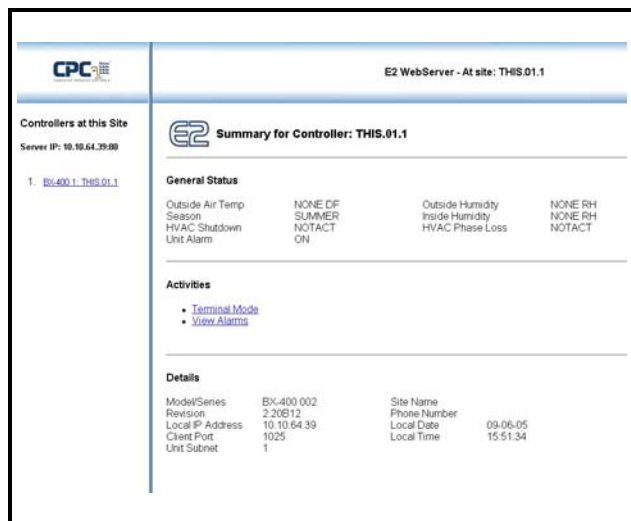 CPC
E2 WebServer - At site: THIS.01.1
Controllers at this Site
Server IP: 10.10.64.39:80
1. BX-400 1: THIS.01.1
E2 Summary for Controller: THIS.01.1
General Status
Outside Air Temp NONE DF Outside Humidity NONE RH
Season SUMMER Inside Humidity NONE RH
HVAC Shutdown NOTACT HVAC Phase Loss NOTACT
Unit Alarm ON
Activities
• Terminal Mode
• View Alarms
Details
Model/Series BX-400 002 Site Name
Revision 2.20B12 Phone Number
Local IP Address 10.10.64.39 Local Date 09-06-05
Client Port 1025 Local Time 15:51:34
Unit Subnet 1